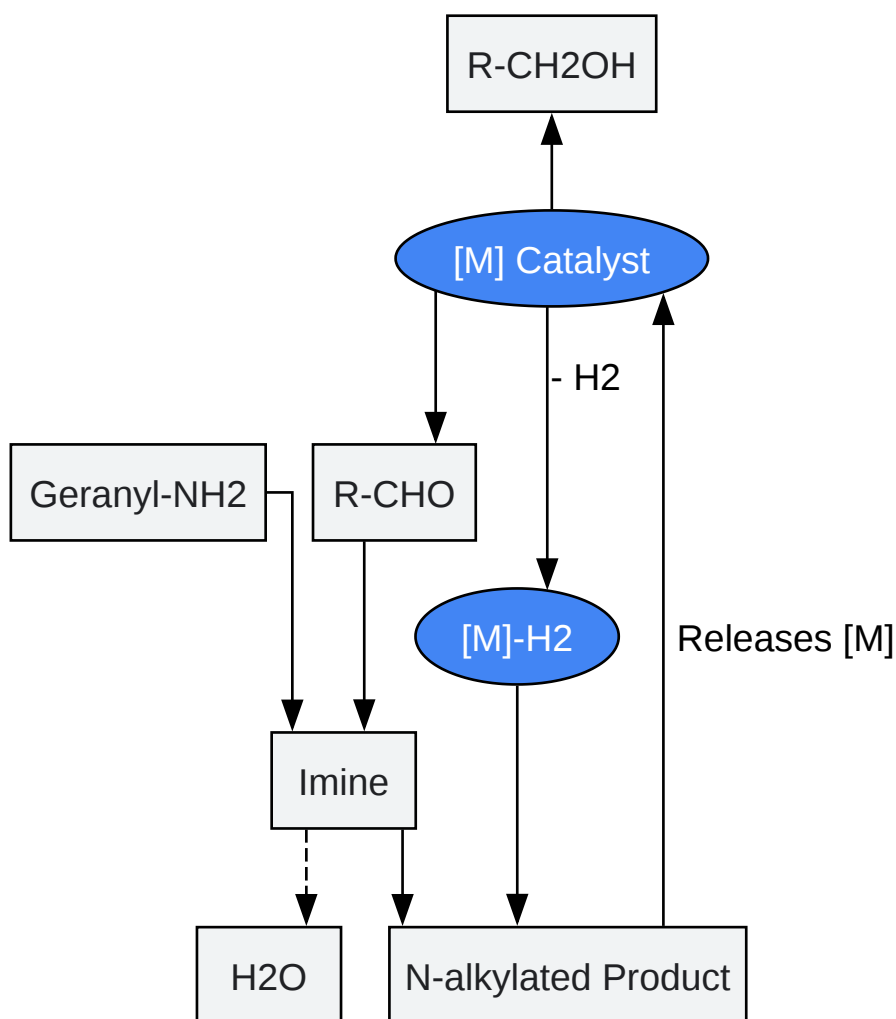 R-CH2OH
[M] Catalyst
- H2
Geranyl-NH2
R-CHO
[M]-H2
Releases [M]
Imine
H2O
N-alkylated Product